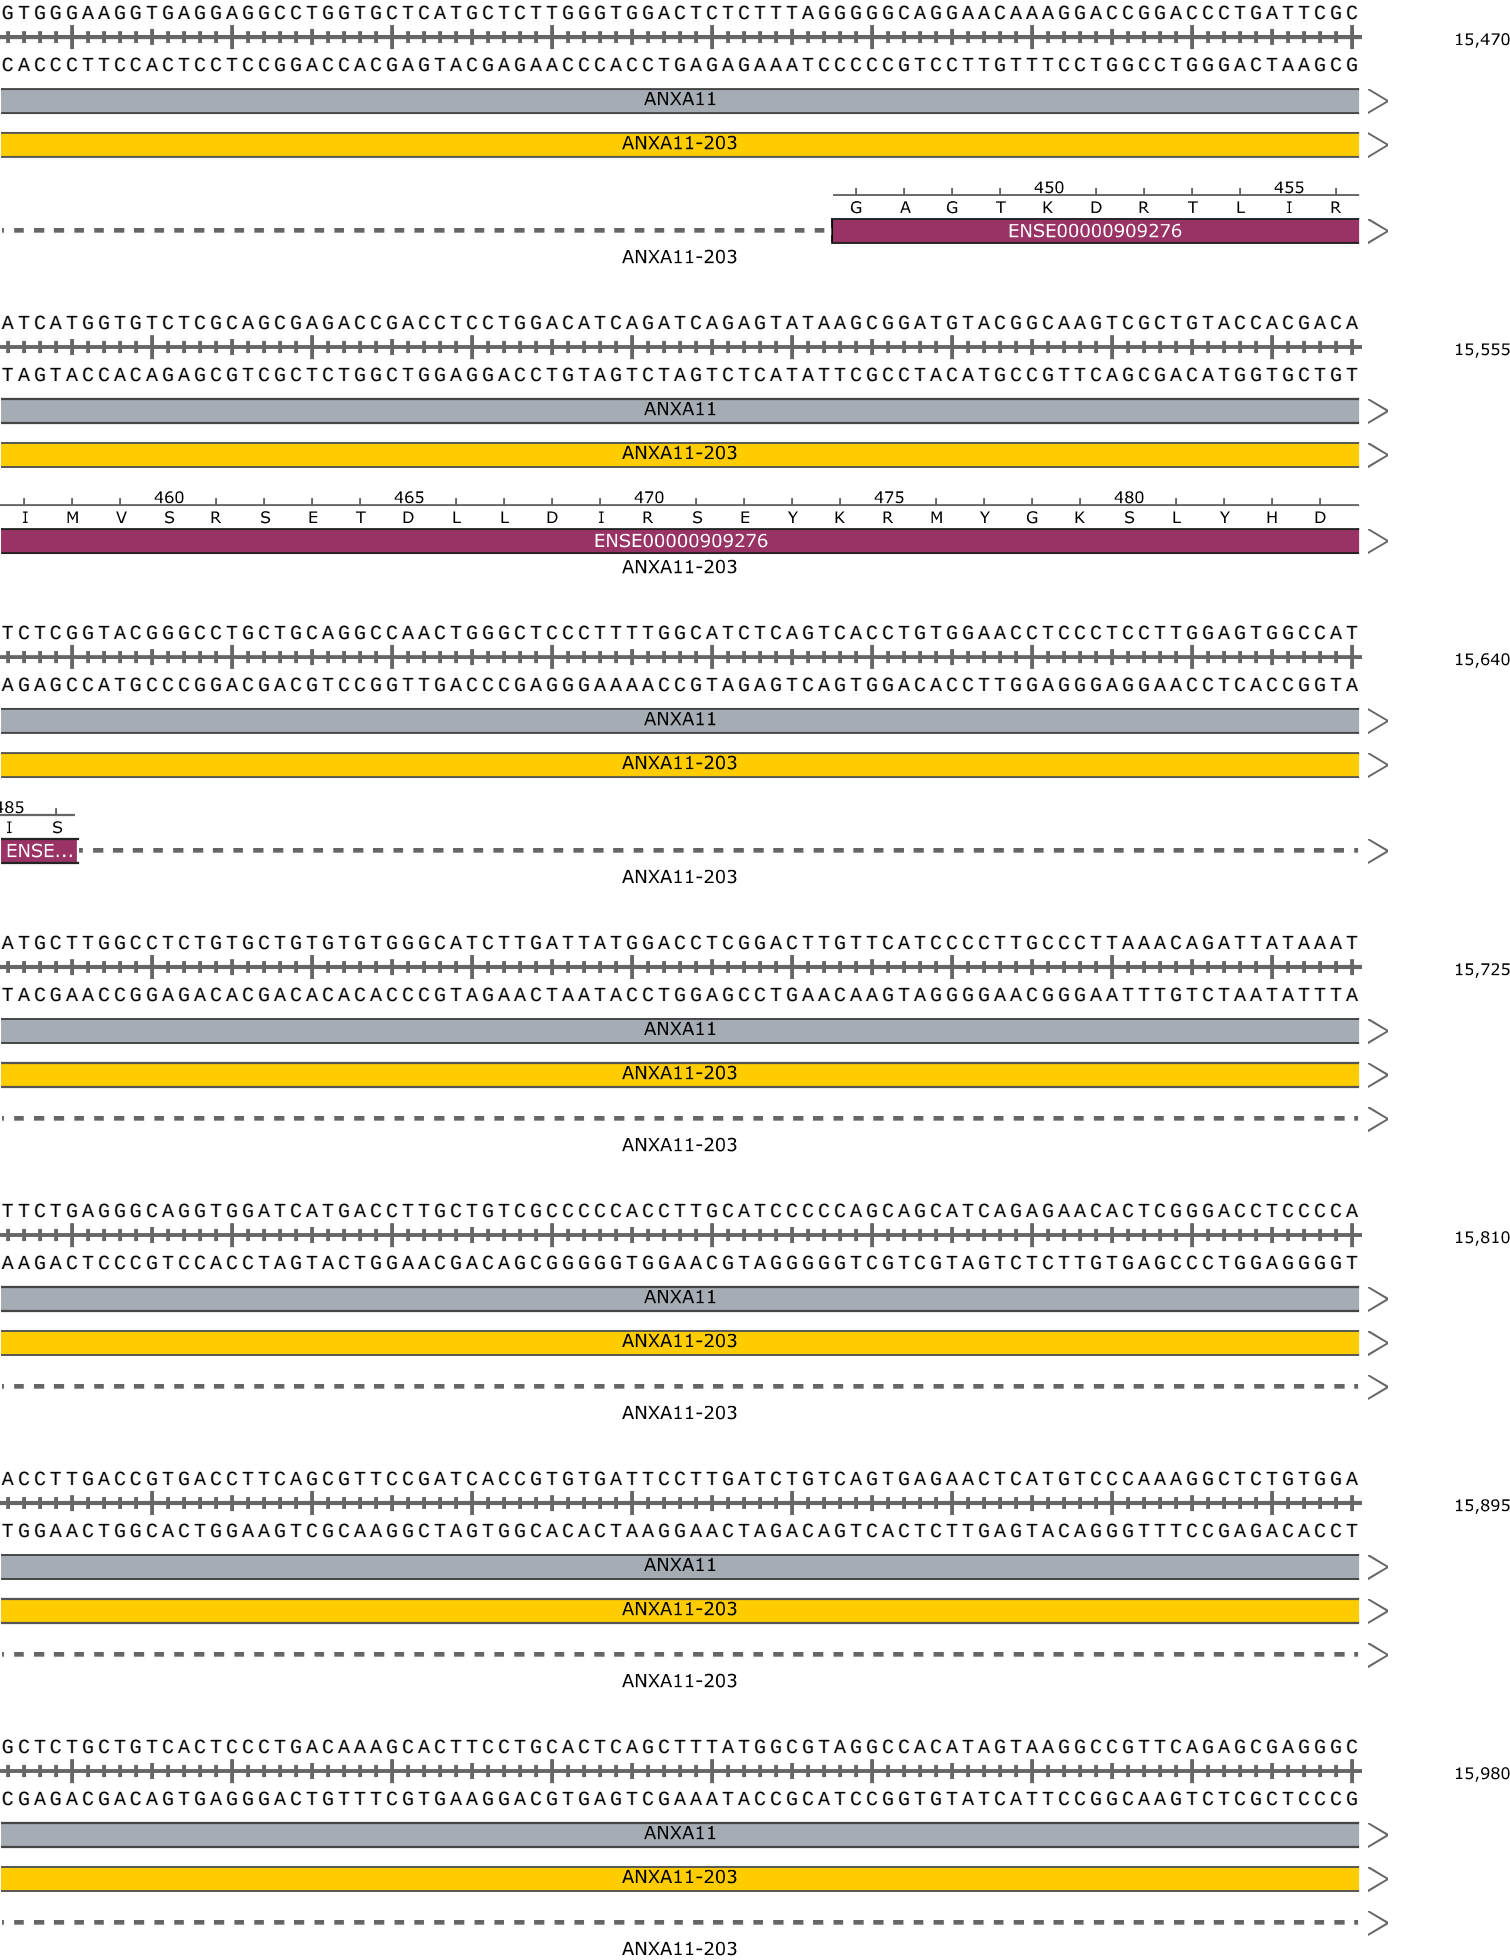 GTGGGAAGGTGAGGAGGCCTGGTGCTCATGCTCTTGGGTGGACTCTCTTTAGGGGGCAGGAACAAAGGACCGGACCCTGATTCGC
15,470
CACCCTTCCACTCCTCCGGACCACGAGTACGAGAACCCACCTGAGAGAAATCCCCCGTCCTTGTTTCCTGGCCTGGGACTAAGCG
ANXA11
ANXA11-203
450 455
G A G T K D R T L I R
ENSE00000909276
ANXA11-203
ATCATGGTGTCTCGCAGCGAGACCGACCTCCTGGACATCAGATCAGAGTATAAGCGGATGTACGGCAAGTCGCTGTACCACGACA
15,555
TAGTACCACAGAGCGTCGCTCTGGCTGGAGGACCTGTAGTCTAGTCTCATATTCGCCTACATGCCGTTCAGCGACATGGTGCTGT
ANXA11
ANXA11-203
460 465 470 475 480
I M V S R S E T D L L D I R S E Y K R M Y G K S L Y H D
ENSE00000909276
ANXA11-203
TCTCGGTACGGGCCTGCTGCAGGCCAACTGGGCTCCCTTTTGGCATCTCAGTCACCTGTGGAACCTCCCTCCTTGGAGTGGCCAT
15,640
AGAGCCATGCCCGGACGACGTCCGGTTGACCCGAGGGAAAACCGTAGAGTCAGTGGACACCTTGGAGGGAGGAACCTCACCGGTA
ANXA11
ANXA11-203
485
I S
ENSE...
ANXA11-203
ATGCTTGGCCTCTGTGCTGTGTGTGGGCATCTTGATTATGGACCTCGGACTTGTTCATCCCCTTGCCCTTAAACAGATTATAAAT
15,725
TACGAACCGGAGACACGACACACACCCGTAGAACTAATACCTGGAGCCTGAACAAGTAGGGGAACGGGAATTTGTCTAATATTTA
ANXA11
ANXA11-203
ANXA11-203
TTCTGAGGGCAGGTGGATCATGACCTTGCTGTCGCCCCCACCTTGCATCCCCCAGCAGCATCAGAGAACACTCGGGACCTCCCCA
15,810
AAGACTCCCGTCCACCTAGTACTGGAACGACAGCGGGGGTGGAACGTAGGGGGTCGTCGTAGTCTCTTGTGAGCCCTGGAGGGGT
ANXA11
ANXA11-203
ANXA11-203
ACCTTGACCGTGACCTTCAGCGTTCCGATCACCGTGTGATTCCTTGATCTGTCAGTGAGAACTCATGTCCCAAAGGCTCTGTGGA
15,895
TGGAACTGGCACTGGAAGTCGCAAGGCTAGTGGCACACTAAGGAACTAGACAGTCACTCTTGAGTACAGGGTTTCCGAGACACCT
ANXA11
ANXA11-203
ANXA11-203
GCTCTGCTGTCACTCCCTGACAAAGCACTTCCTGCACTCAGCTTTATGGCGTAGGCCACATAGTAAGGCCGTTCAGAGCGAGGGC
15,980
CGAGACGACAGTGAGGGACTGTTTCGTGAAGGACGTGAGTCGAAATACCGCATCCGGTGTATCATTCCGGCAAGTCTCGCTCCCG
ANXA11
ANXA11-203
ANXA11-203